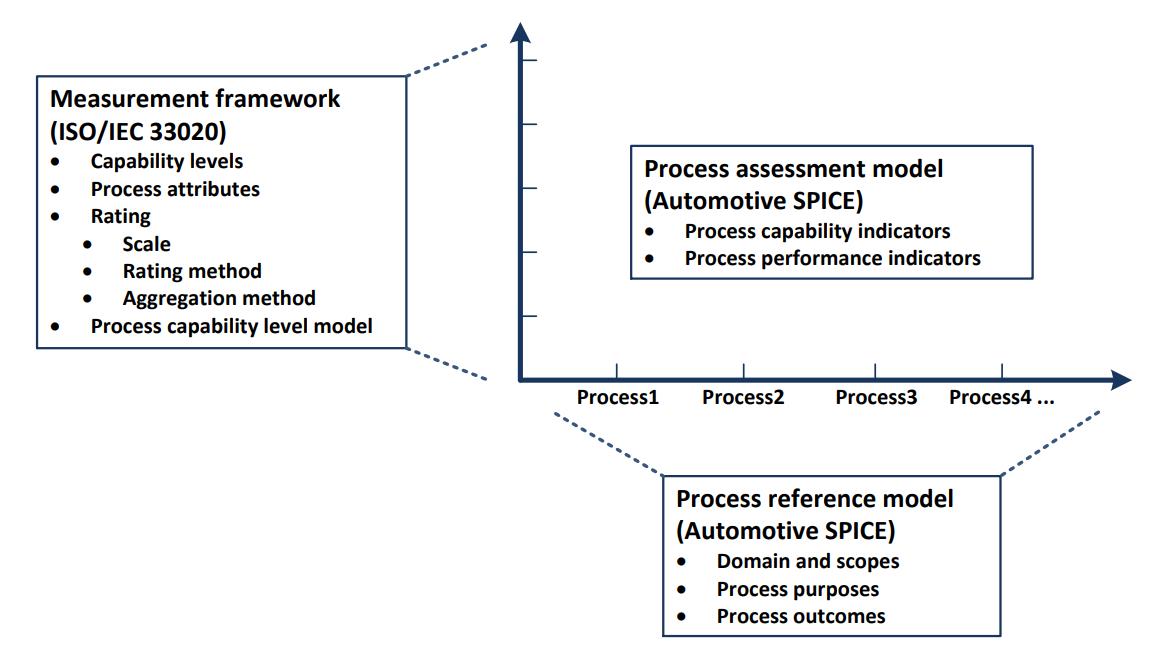 Measurement framework
(ISO/IEC 33020)
• Capability levels
• Process attributes
• Rating
• Scale
• Rating method
• Aggregation method
• Process capability level model
Process assessment model
(Automotive SPICE)
• Process capability indicators
• Process performance indicators
Process1 Process2 Process3 Process4 ...
Process reference model
(Automotive SPICE)
• Domain and scopes
• Process purposes
• Process outcomes